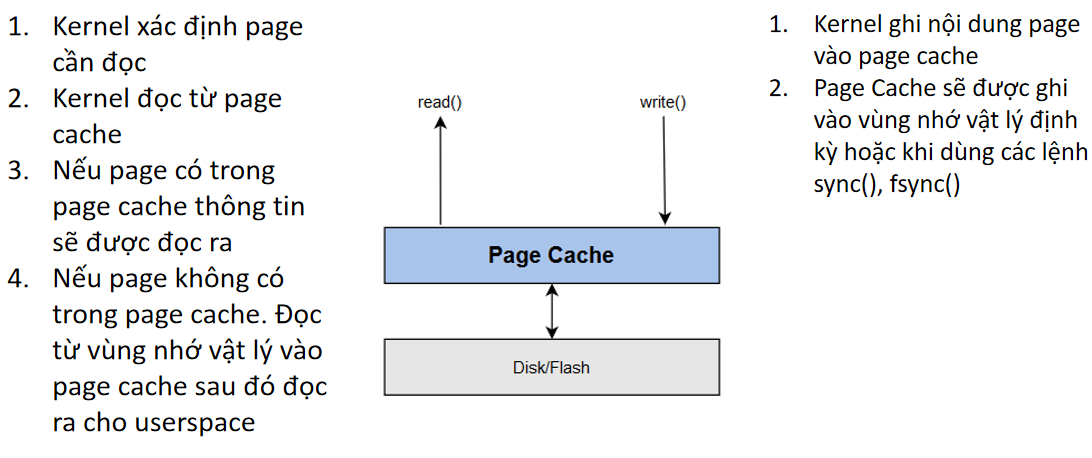 1. Kernel xác định page
cần đọc
2. Kernel đọc từ page
cache
3. Nếu page có trong
page cache thông tin
sẽ được đọc ra
4. Nếu page không có
trong page cache. Đọc
từ vùng nhớ vật lý vào
page cache sau đó đọc
ra cho userspace
read()
write()
Page Cache
Disk/Flash
1. Kernel ghi nội dung page
vào page cache
2. Page Cache sẽ được ghi
vào vùng nhớ vật lý định
kỳ hoặc khi dùng các lệnh
sync(), fsync()